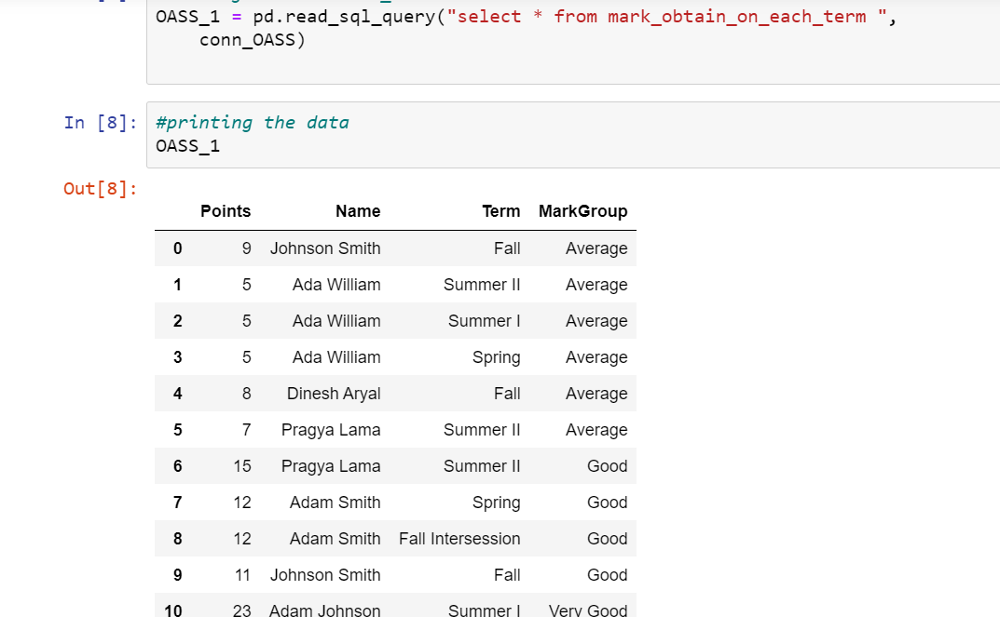 OASS_1 = pd.read_sql_query("select * from mark_obtain_on_each_term ",
conn_OASS)
In [8]: #printing the data
OASS_1
Out[8]:
Points Name Term MarkGroup
0 9 Johnson Smith Fall Average
1 5 Ada William Summer II Average
2 5 Ada William Summer I Average
3 5 Ada William Spring Average
4 8 Dinesh Aryal Fall Average
5 7 Pragya Lama Summer II Average
6 15 Pragya Lama Summer II Good
7 12 Adam Smith Spring Good
8 12 Adam Smith Fall Intersession Good
9 11 Johnson Smith Fall Good
10 23 Adam Johnson Summer I Very Good